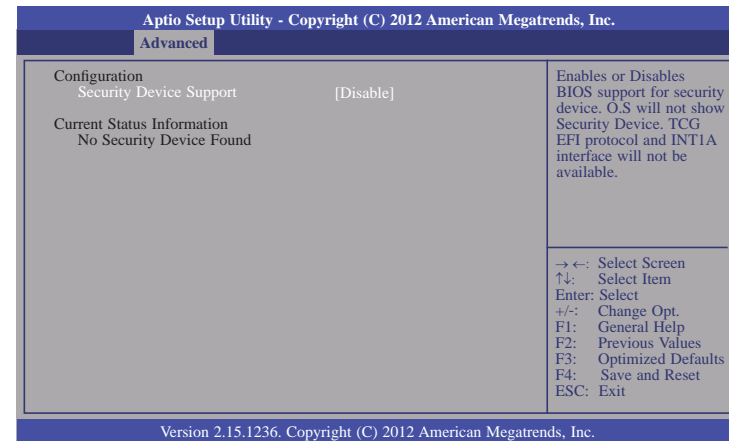 Aptio Setup Utility - Copyright (C) 2012 American Megatrends, Inc.
Advanced
Configuration
Security Device Support [Disable]
Current Status Information
No Security Device Found
Enables or Disables
BIOS support for security
device. O.S will not show
Security Device. TCG
EFI protocol and INT1A
interface will not be
available.
→ ←: Select Screen
↑↓: Select Item
Enter: Select
+/-: Change Opt.
F1: General Help
F2: Previous Values
F3: Optimized Defaults
F4: Save and Reset
ESC: Exit
Version 2.15.1236. Copyright (C) 2012 American Megatrends, Inc.